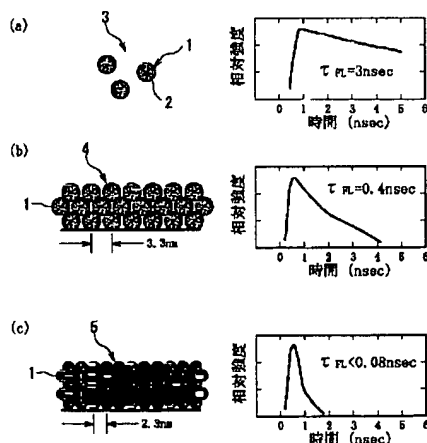 (a)
3
1
2
相対強度
τ FL=3nsec
0 1 2 3 4 5 6
時間 (nsec)
(b)
4
1
3.3nm
相対強度
τ FL=0.4nsec
0 1 2 3 4 5 6
時間 (nsec)
(c)
5
1
2.3nm
相対強度
τ FL<0.08nsec
0 1 2 3 4 5 6
時間 (nsec)